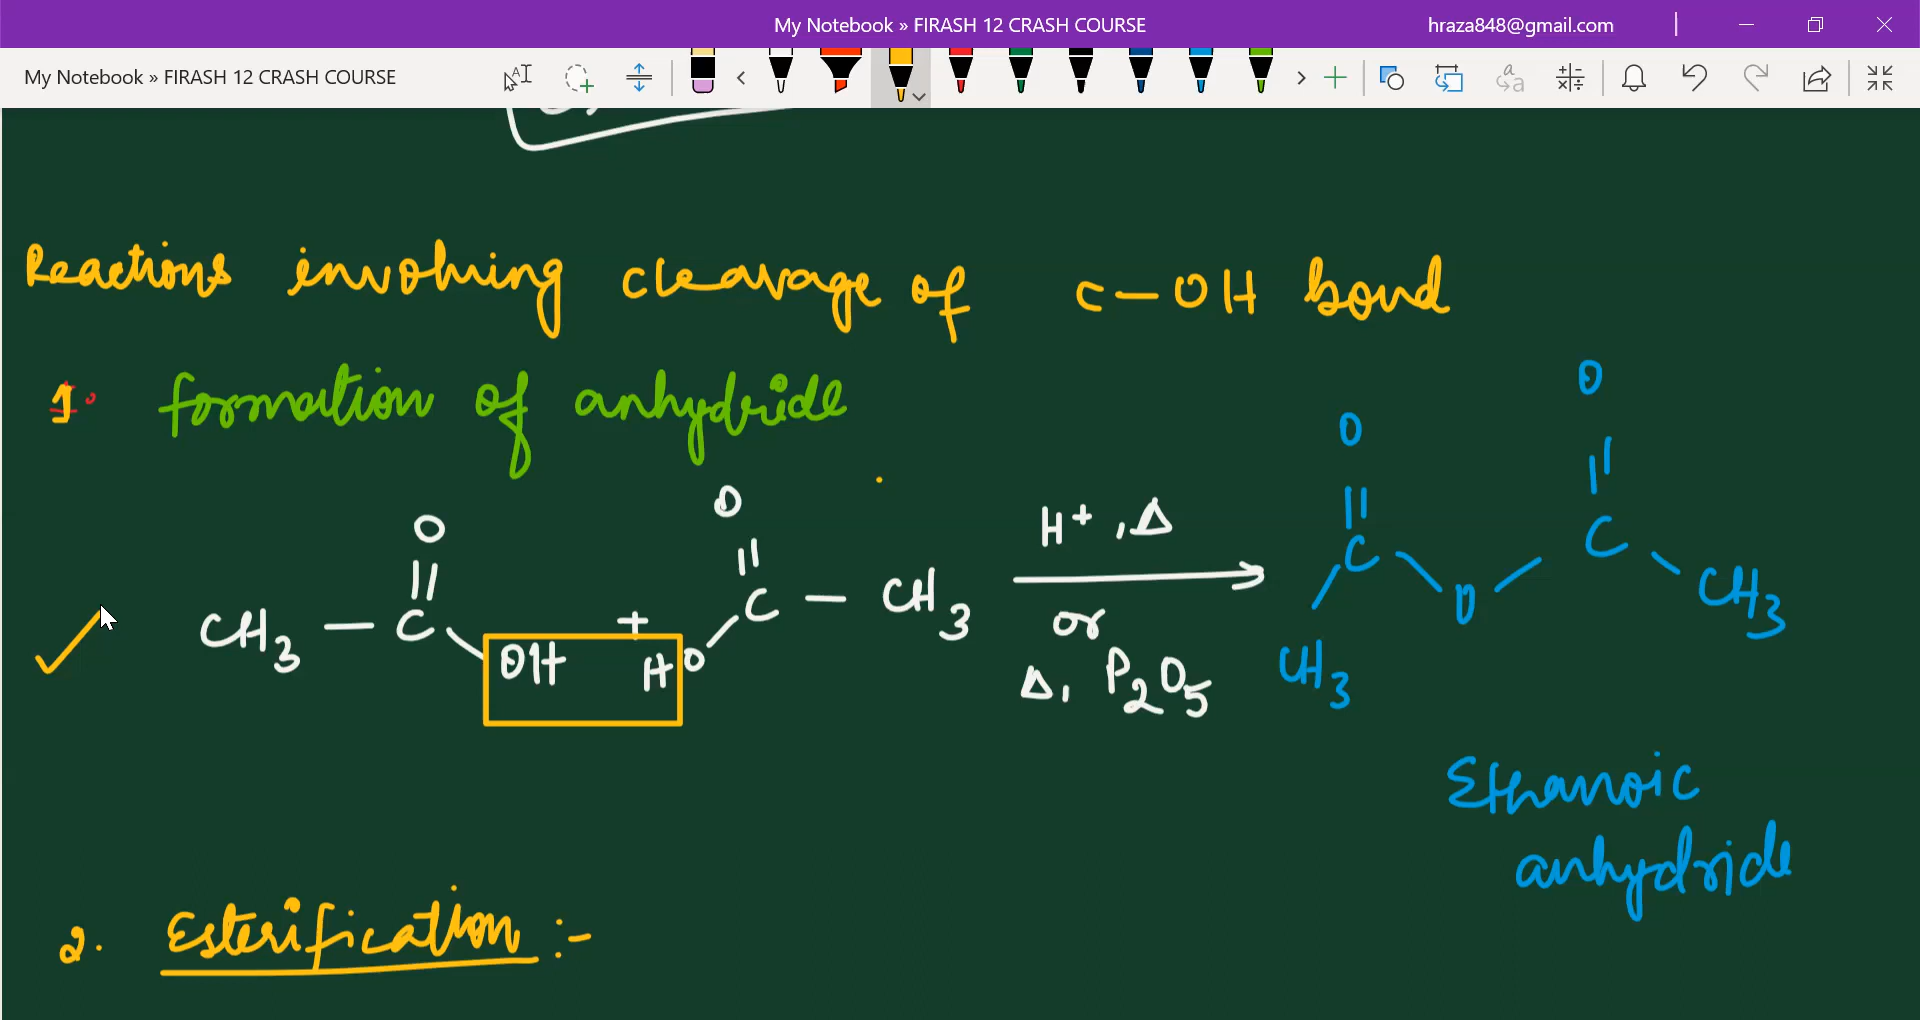 My Notebook » FIRASH 12 CRASH COURSE
hraza848@gmail.com
My Notebook » FIRASH 12 CRASH COURSE
Reactions involving cleavage of C—OH bond
1. formation of anhydride
O O O O
|| || || ||
CH3 — C OH + HO C — CH3 H+ , Δ C O C CH3
or
Δ, P2O5 CH3
Ethanoic
anhydride
2. Esterification :-